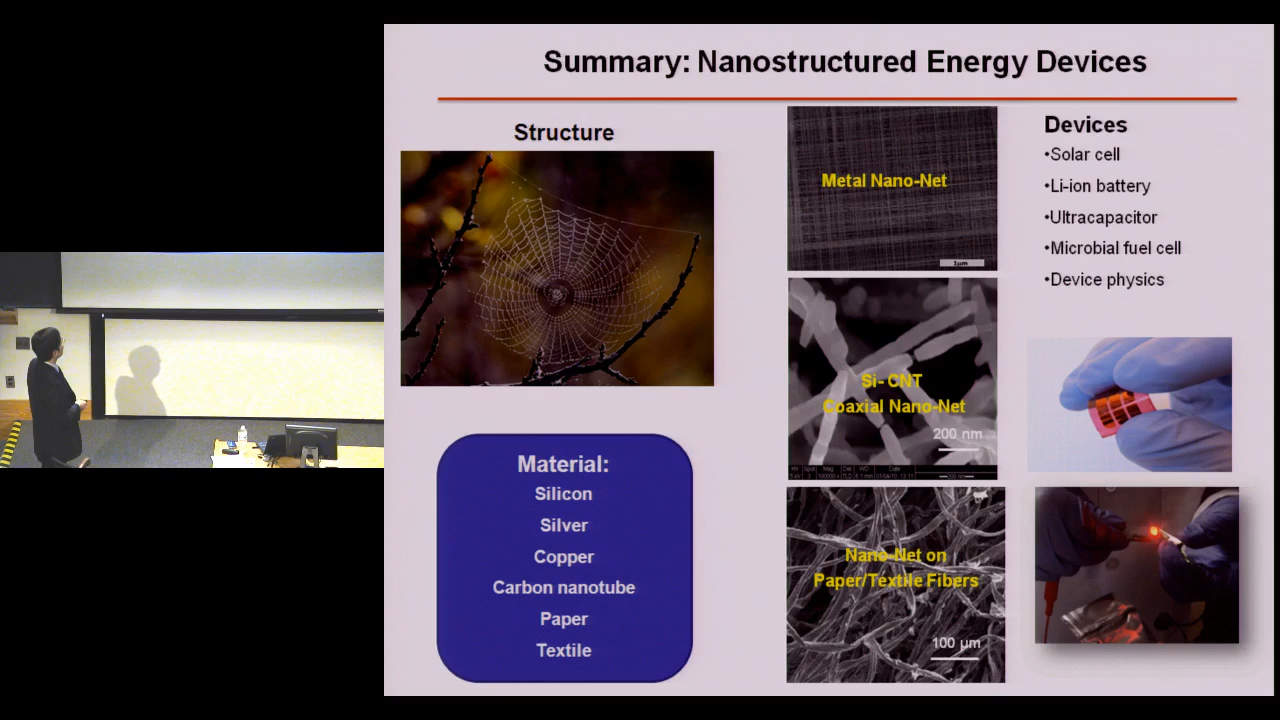 Summary: Nanostructured Energy Devices
Structure
Material:
Silicon
Silver
Copper
Carbon nanotube
Paper
Textile
Metal Nano-Net
1μm
Si- CNT
Coaxial Nano-Net
200 nm
Nano-Net on
Paper/Textile Fibers
100 μm
Devices
•Solar cell
•Li-ion battery
•Ultracapacitor
•Microbial fuel cell
•Device physics